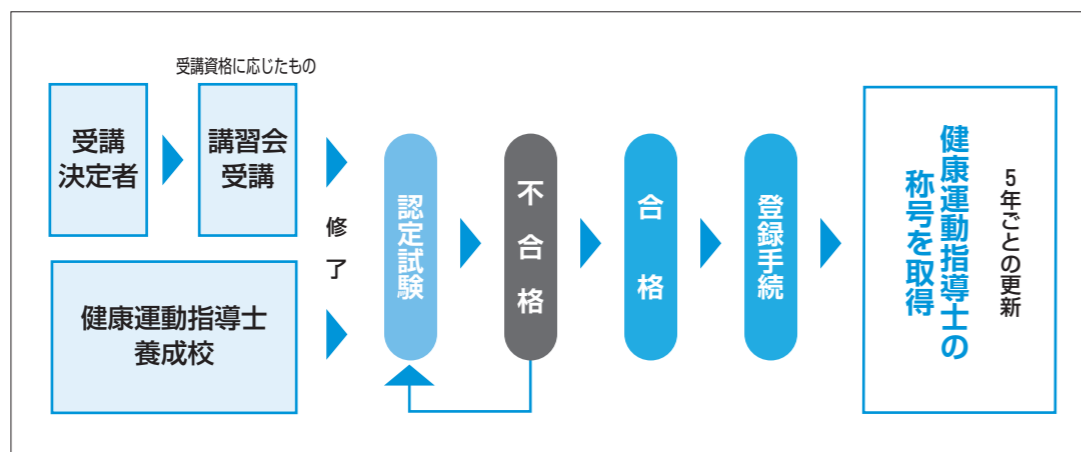 受講資格に応じたもの
受講
決定者
講習会
受講
健康運動指導士
養成校
修了
認定試験
不合格
合格
登録手続
5年ごとの更新
健康運動指導士の
称号を取得